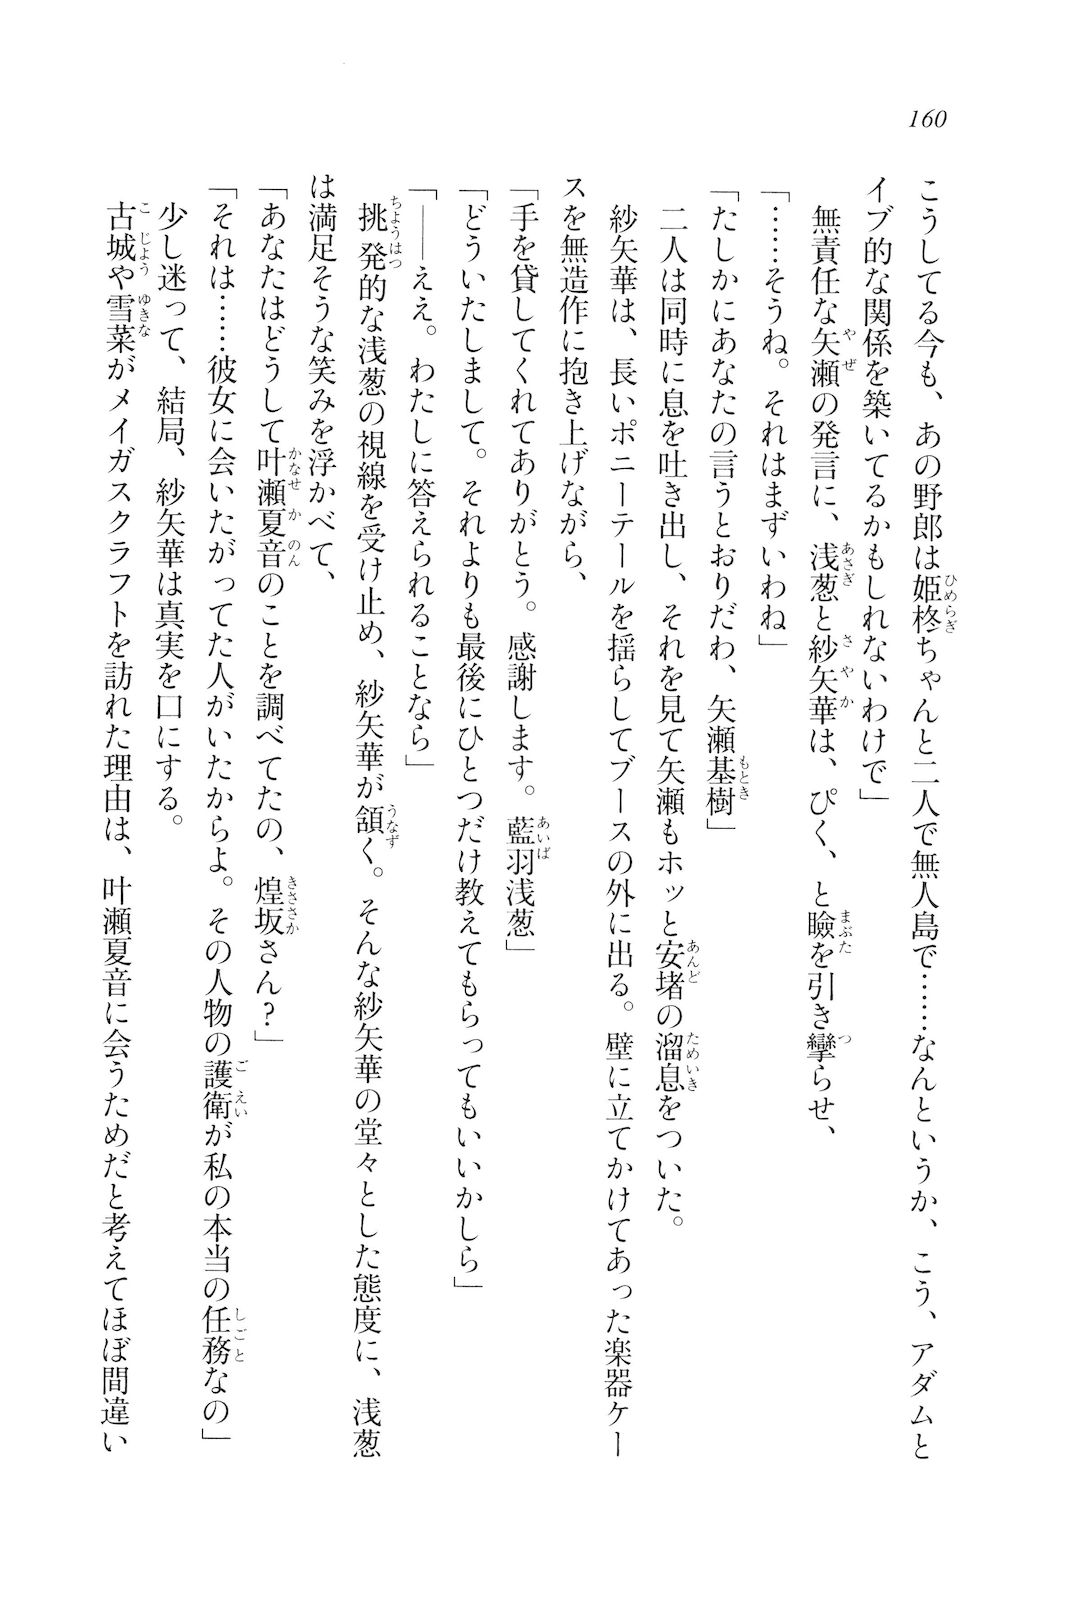 160
こうしてる今も、あの野郎は姫柊ちゃんと二人で無人島で……なんというか、こう、アダムと
イブ的な関係を築いてるかもしれないわけで」
無責任な矢瀬の発言に、浅葱と紗矢華は、ぴく、と瞼を引き攣らせ、
「……そうね。それはまずいわね」
「たしかにあなたの言うとおりだわ、矢瀬基樹」
二人は同時に息を吐き出し、それを見て矢瀬もホッと安堵の溜息をついた。
紗矢華は、長いポニーテールを揺らしてブースの外に出る。壁に立てかけてあった楽器ケー
スを無造作に抱き上げながら、
「手を貸してくれてありがとう。感謝します。藍羽浅葱」
「どういたしまして。それよりも最後にひとつだけ教えてもらってもいいかしら」
「――ええ。わたしに答えられることなら」
挑発的な浅葱の視線を受け止め、紗矢華が頷く。そんな紗矢華の堂々とした態度に、浅葱
は満足そうな笑みを浮かべて、
「あなたはどうして叶瀬夏音のことを調べてたの、煌坂さん？」
「それは……彼女に会いたがってた人がいたからよ。その人物の護衛が私の本当の任務なの」
少し迷って、結局、紗矢華は真実を口にする。
古城や雪菜がメイガスクラフトを訪れた理由は、叶瀬夏音に会うためだと考えてほぼ間違い